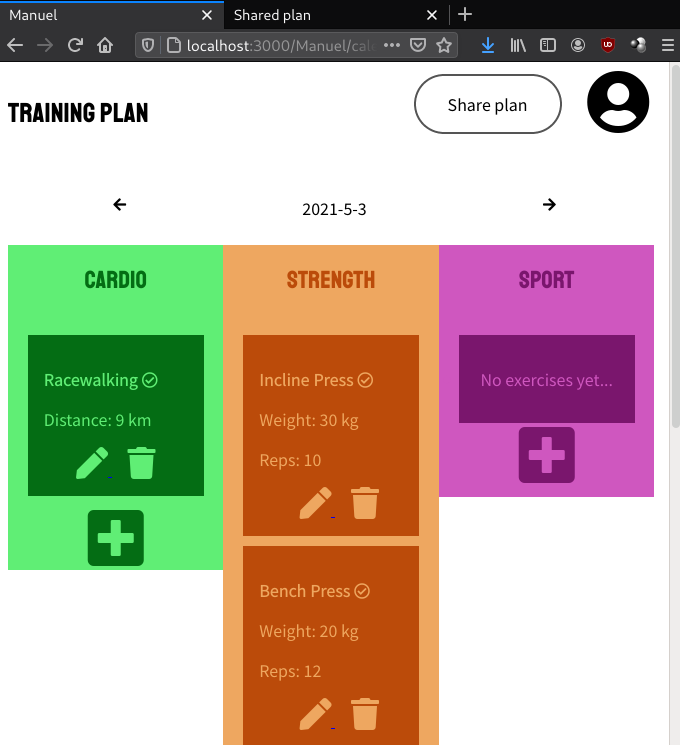 Manuel
Shared plan
localhost:3000/Manuel/cal
TRAINING PLAN
Share plan
2021-5-3
CARDIO
STRENGTH
SPORT
Racewalking
Distance: 9 km
Incline Press
Weight: 30 kg
Reps: 10
Bench Press
Weight: 20 kg
Reps: 12
No exercises yet...